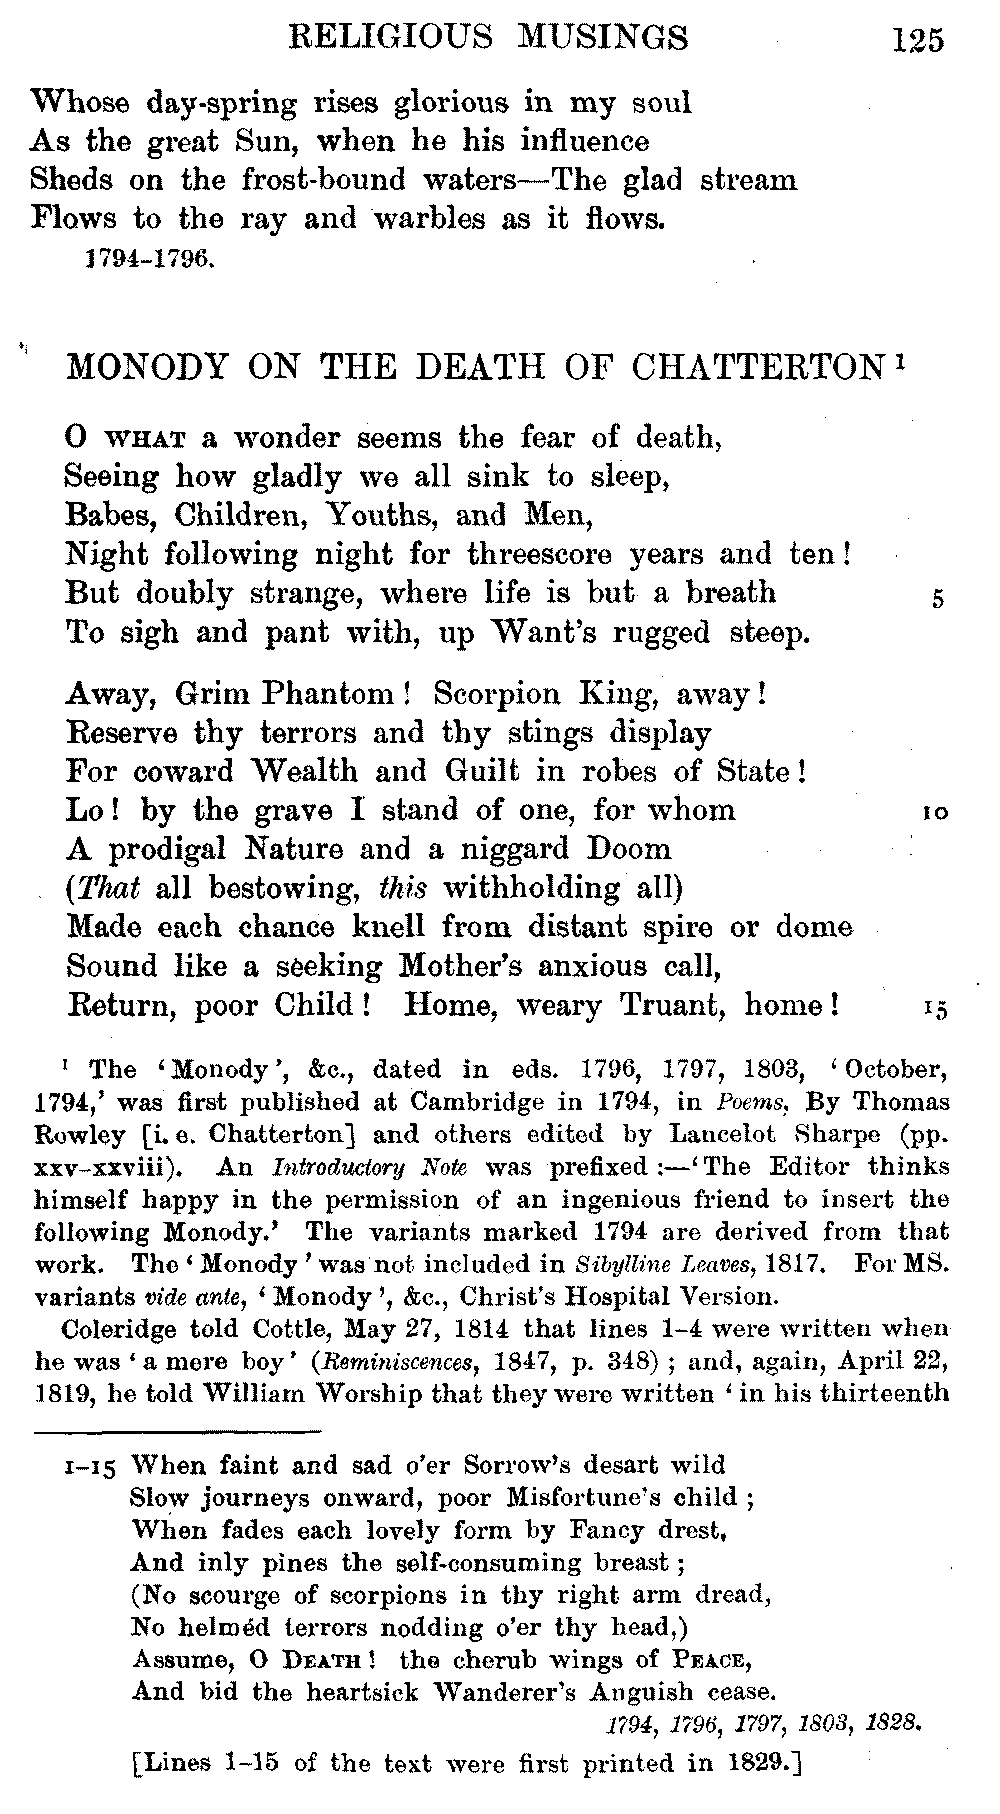 RELIGIOUS MUSINGS 125
Whose day-spring rises glorious in my soul
As the great Sun, when he his influence
Sheds on the frost-bound waters—The glad stream
Flows to the ray and warbles as it flows.
1794–1796.
MONODY ON THE DEATH OF CHATTERTON ¹
O WHAT a wonder seems the fear of death,
Seeing how gladly we all sink to sleep,
Babes, Children, Youths, and Men,
Night following night for threescore years and ten!
But doubly strange, where life is but a breath 5
To sigh and pant with, up Want's rugged steep.
Away, Grim Phantom! Scorpion King, away!
Reserve thy terrors and thy stings display
For coward Wealth and Guilt in robes of State!
Lo! by the grave I stand of one, for whom 10
A prodigal Nature and a niggard Doom
(That all bestowing, this withholding all)
Made each chance knell from distant spire or dome
Sound like a seeking Mother's anxious call,
Return, poor Child! Home, weary Truant, home! 15
¹ The ‘Monody’, &c., dated in eds. 1796, 1797, 1803, ‘October,
1794,’ was first published at Cambridge in 1794, in Poems, By Thomas
Rowley [i. e. Chatterton] and others edited by Lancelot Sharpe (pp.
xxv–xxviii). An Introductory Note was prefixed:—‘The Editor thinks
himself happy in the permission of an ingenious friend to insert the
following Monody.’ The variants marked 1794 are derived from that
work. The ‘Monody’ was not included in Sibylline Leaves, 1817. For MS.
variants vide ante, ‘Monody’, &c., Christ's Hospital Version.
Coleridge told Cottle, May 27, 1814 that lines 1–4 were written when
he was ‘a mere boy’ (Reminiscences, 1847, p. 348); and, again, April 22,
1819, he told William Worship that they were written ‘in his thirteenth
1–15 When faint and sad o'er Sorrow's desart wild
Slow journeys onward, poor Misfortune's child;
When fades each lovely form by Fancy drest,
And inly pines the self-consuming breast;
(No scourge of scorpions in thy right arm dread,
No helméd terrors nodding o'er thy head,)
Assume, O DEATH! the cherub wings of PEACE,
And bid the heartsick Wanderer's Anguish cease.
1794, 1796, 1797, 1803, 1828.
[Lines 1–15 of the text were first printed in 1829.]